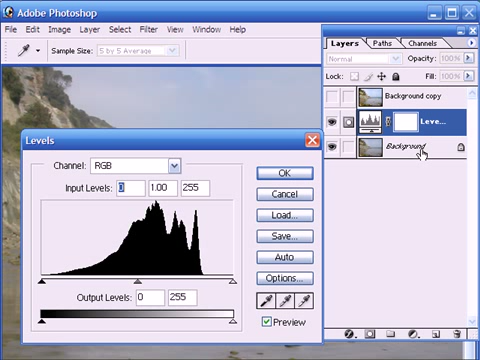 Adobe Photoshop
File Edit Image Layer Select Filter View Window Help
Sample Size: 5 by 5 Average
Layers Paths Channels
Normal Opacity: 100%
Lock: Fill: 100%
Background copy
Leve...
Background
Levels
Channel: RGB
Input Levels: 0 1.00 255
Output Levels: 0 255
OK
Cancel
Load...
Save...
Auto
Options...
Preview